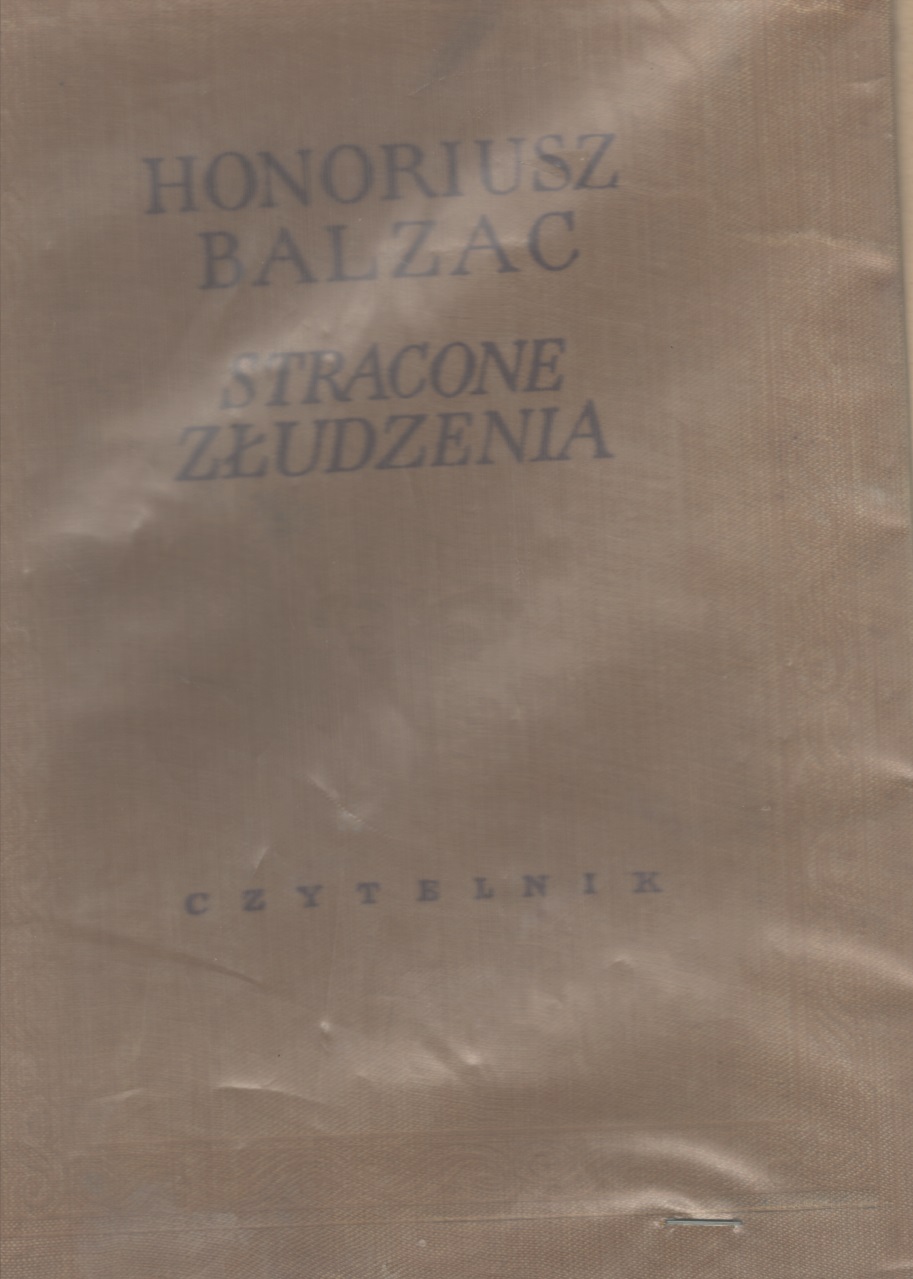 HONORIUSZ
BALZAC
STRACONE
ZŁUDZENIA
CZYTELNIK